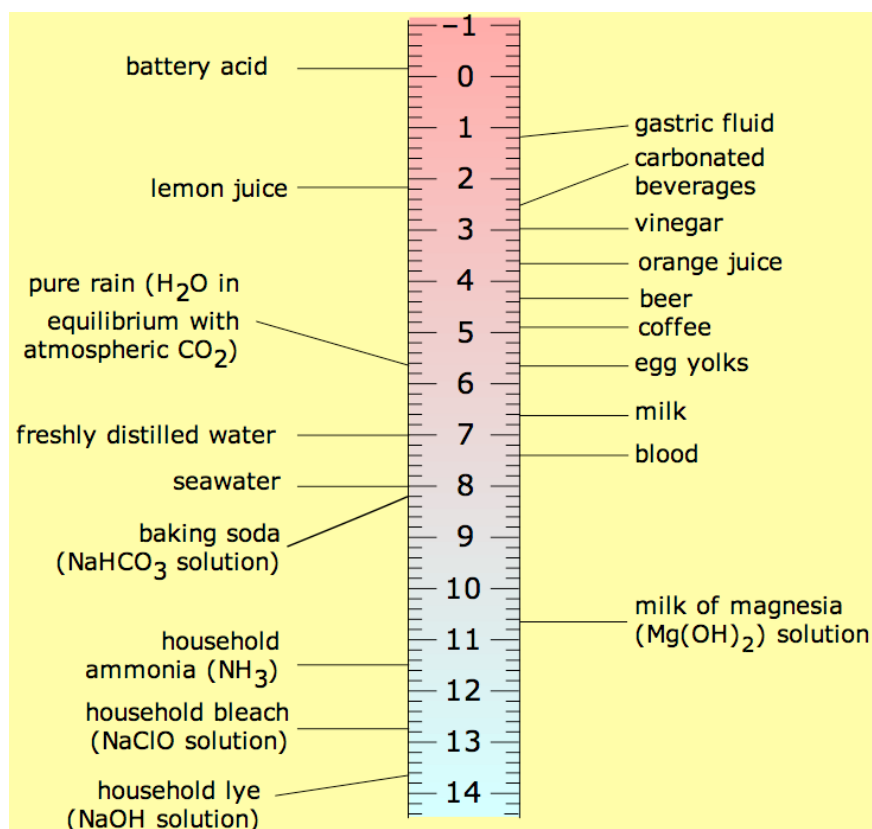 battery acid
lemon juice
pure rain (H₂O in
equilibrium with
atmospheric CO₂)
freshly distilled water
seawater
baking soda
(NaHCO₃ solution)
household
ammonia (NH₃)
household bleach
(NaClO solution)
household lye
(NaOH solution)
-1
0
1
2
3
4
5
6
7
8
9
10
11
12
13
14
gastric fluid
carbonated
beverages
vinegar
orange juice
beer
coffee
egg yolks
milk
blood
milk of magnesia
(Mg(OH)₂) solution